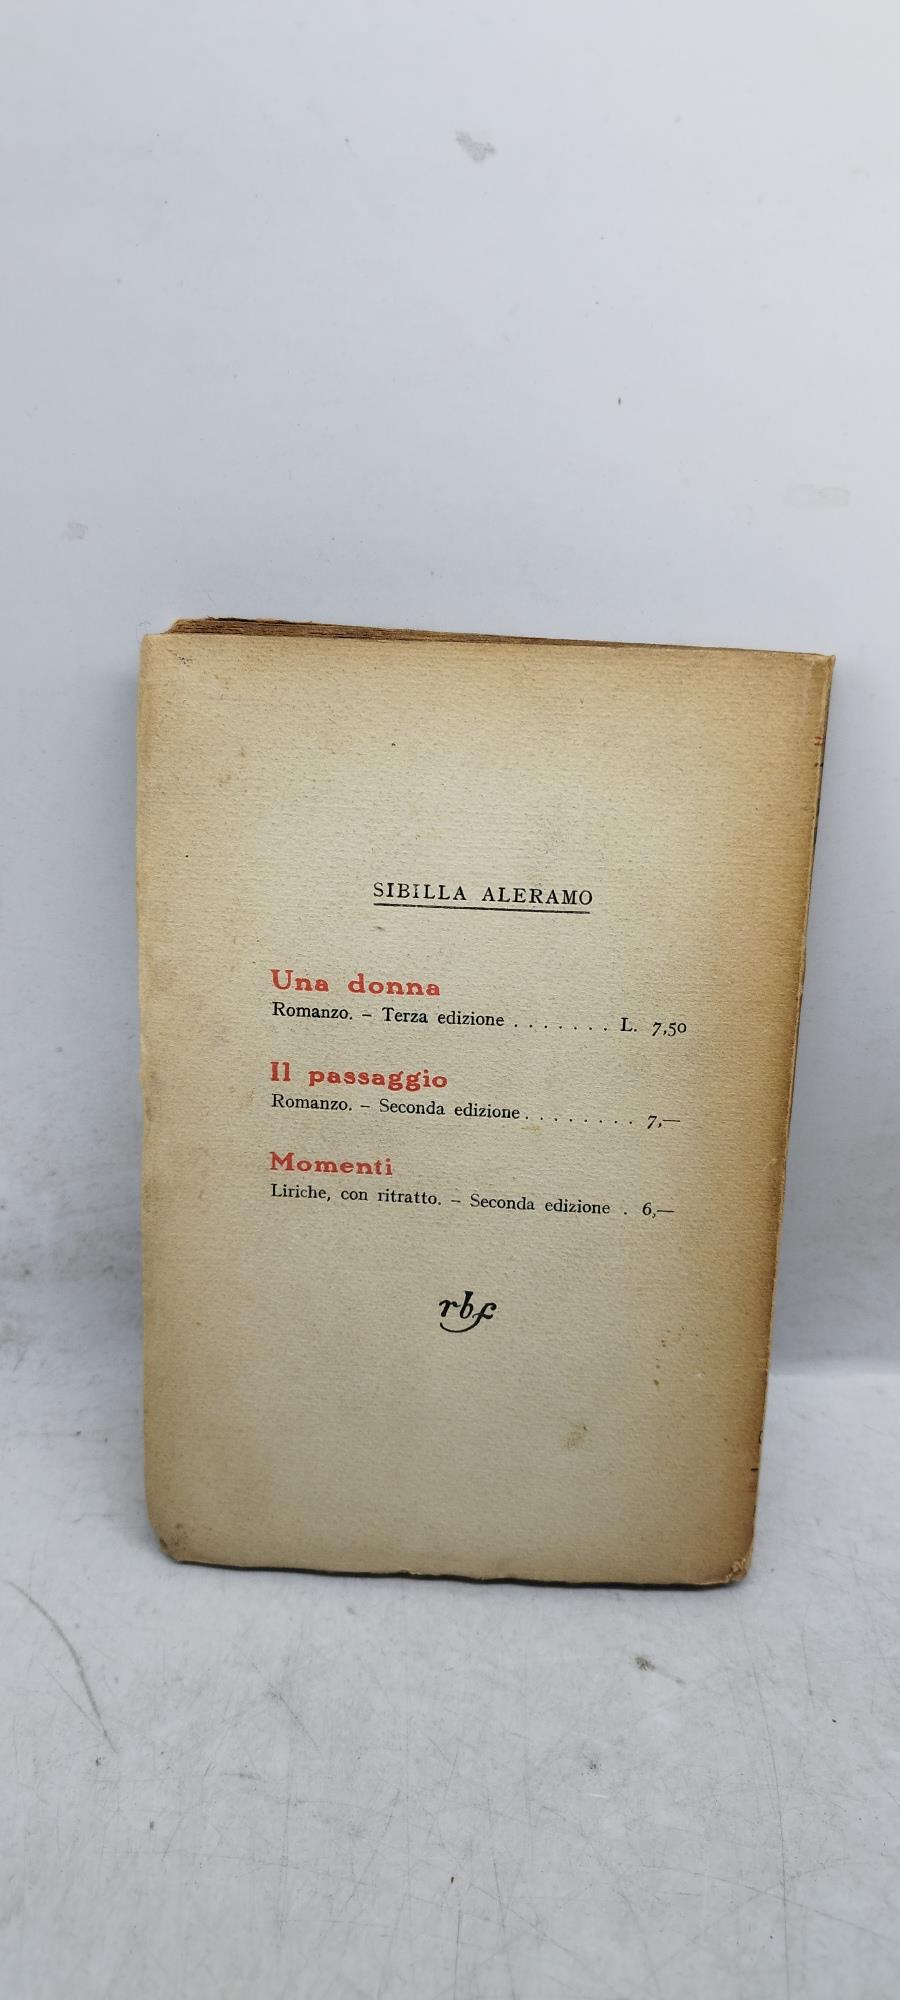 SIBILLA ALERAMO
Una donna
Romanzo. – Terza edizione . . . . . . . L. 7,50
Il passaggio
Romanzo. – Seconda edizione . . . . . . . . 7,—
Momenti
Liriche, con ritratto. – Seconda edizione . 6,—
rbf